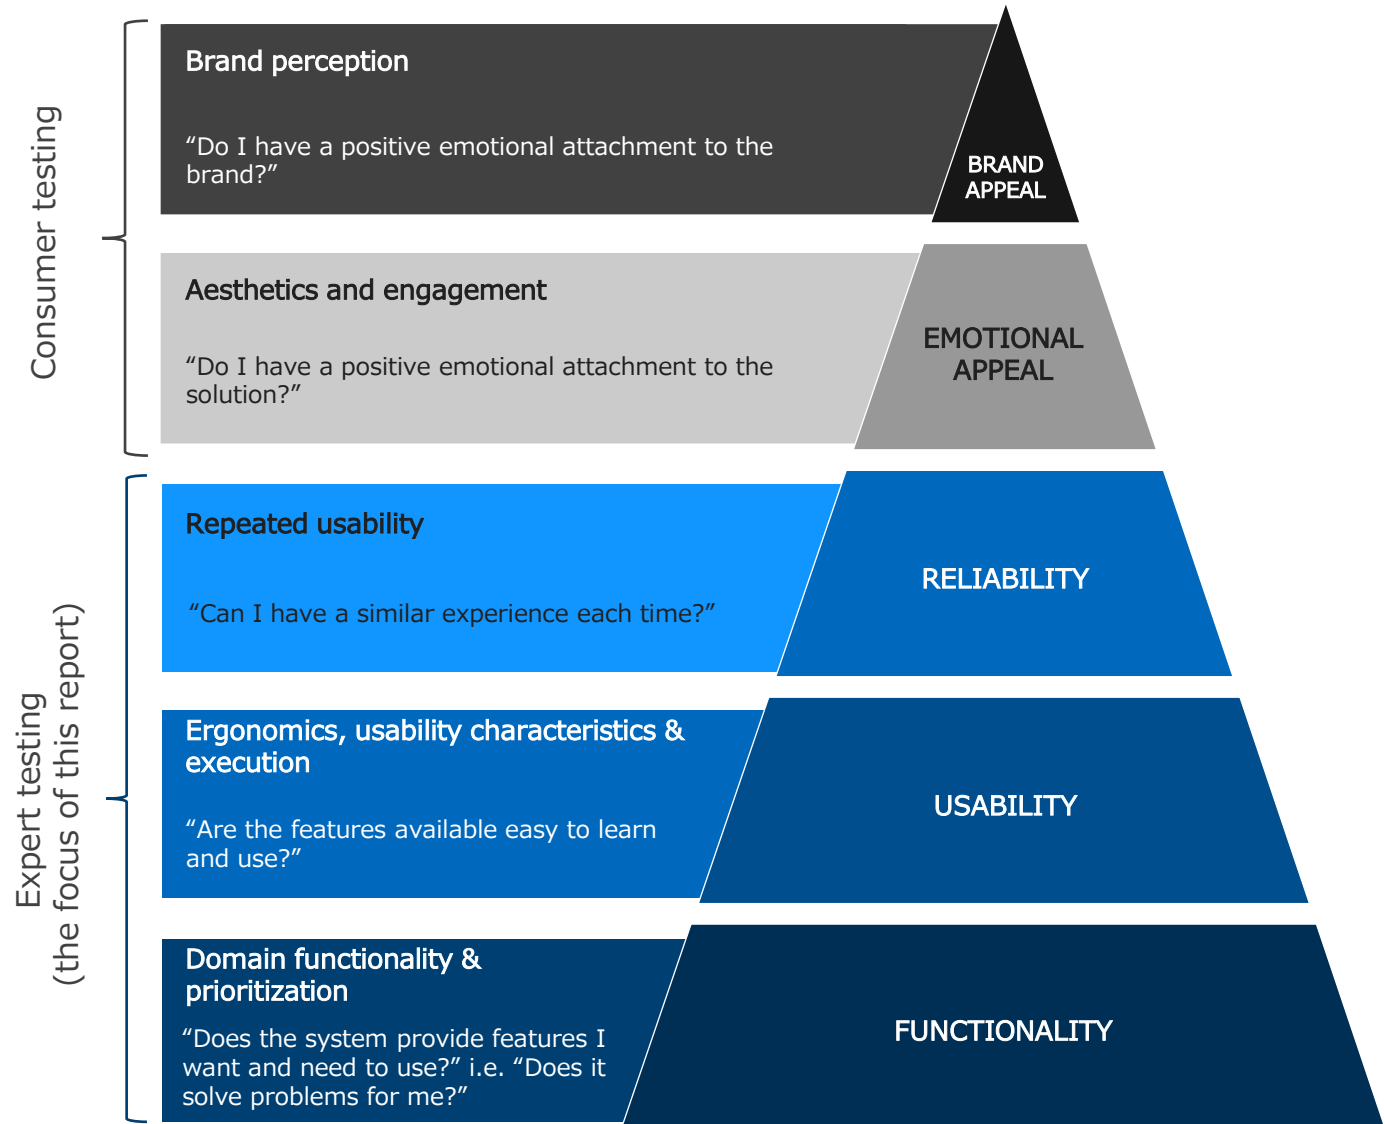 Consumer testing
Brand perception
“Do I have a positive emotional attachment to the
brand?”
BRAND
APPEAL
Aesthetics and engagement
“Do I have a positive emotional attachment to the
solution?”
EMOTIONAL
APPEAL
Expert testing
(the focus of this report)
Repeated usability
“Can I have a similar experience each time?”
RELIABILITY
Ergonomics, usability characteristics &
execution
“Are the features available easy to learn
and use?”
USABILITY
Domain functionality &
prioritization
“Does the system provide features I
want and need to use?” i.e. “Does it
solve problems for me?”
FUNCTIONALITY